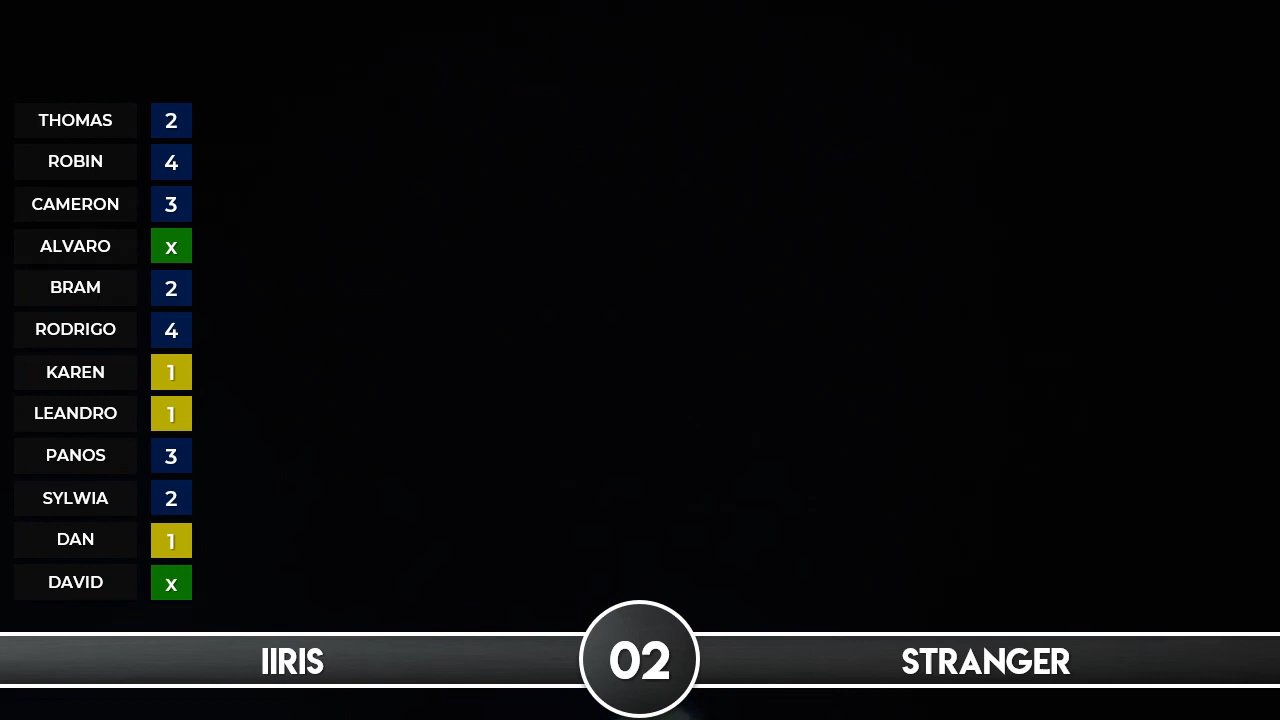 THOMAS 2
ROBIN 4
CAMERON 3
ALVARO x
BRAM 2
RODRIGO 4
KAREN 1
LEANDRO 1
PANOS 3
SYLWIA 2
DAN 1
DAVID x
IIRIS 02 STRANGER